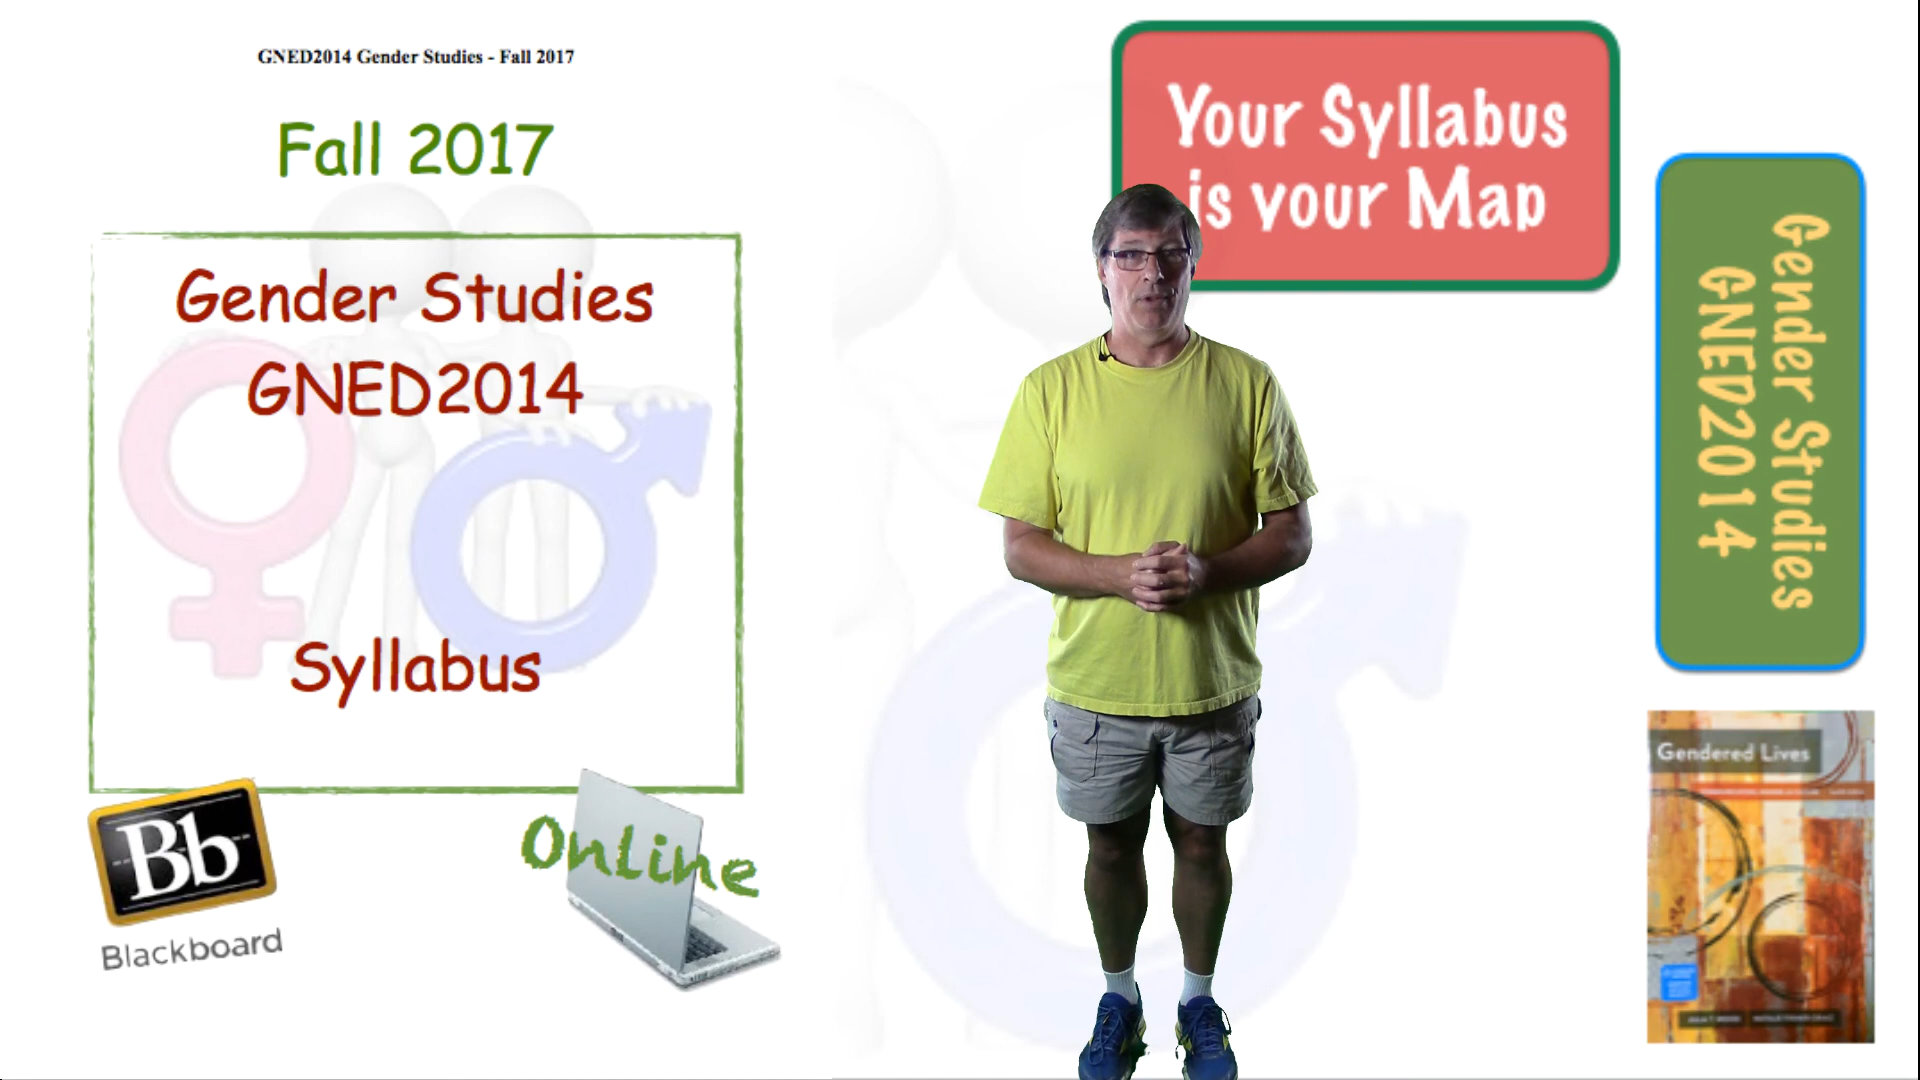 GNED2014 Gender Studies - Fall 2017
Fall 2017
Gender Studies
GNED2014
Syllabus
Bb
Blackboard
Online
Your Syllabus
is your Map
Gender Studies
GNED2014
Gendered Lives